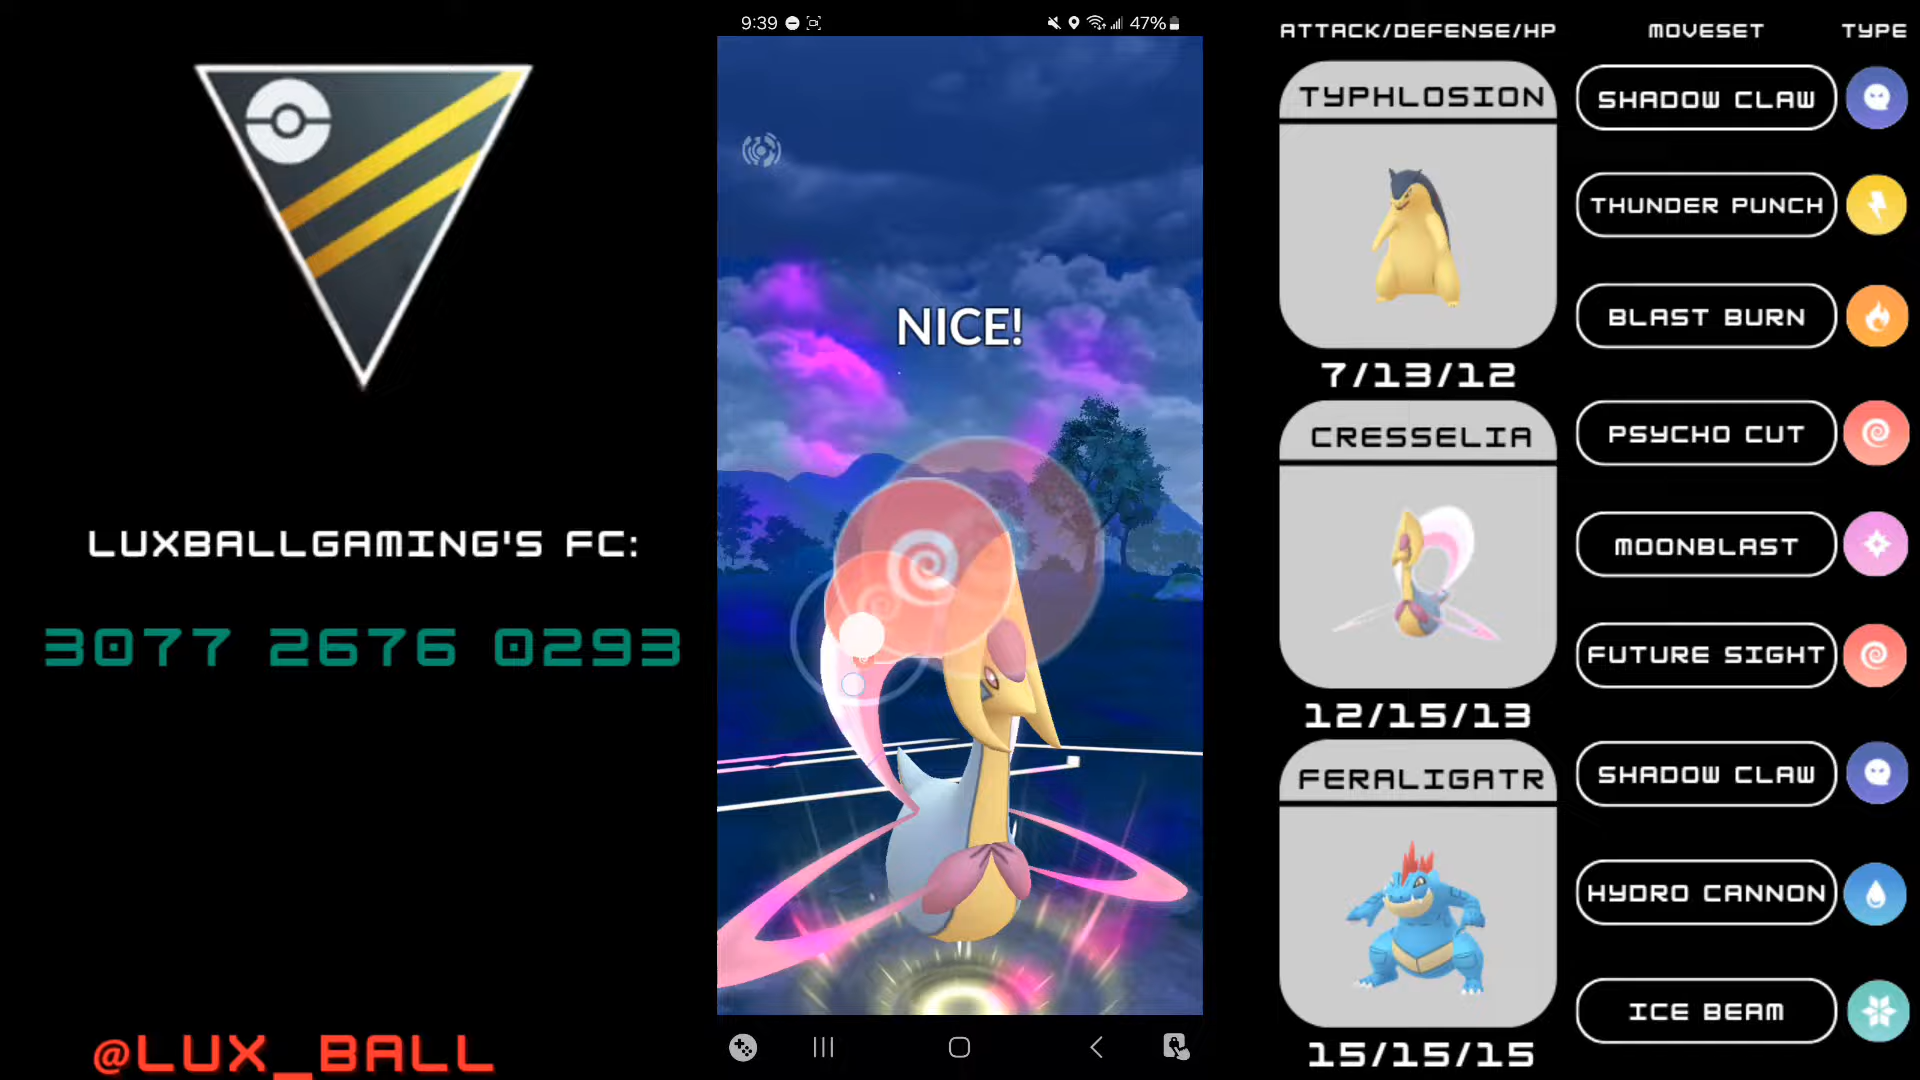 LUXBALLGAMING'S FC:
3077 2676 0293
@LUX_BALL
9:39
47%
NICE!
ATTACK/DEFENSE/HP
MOVESET
TYPE
TYPHLOSION
7/13/12
SHADOW CLAW
THUNDER PUNCH
BLAST BURN
CRESSELIA
12/15/13
PSYCHO CUT
MOONBLAST
FUTURE SIGHT
FERALIGATR
15/15/15
SHADOW CLAW
HYDRO CANNON
ICE BEAM